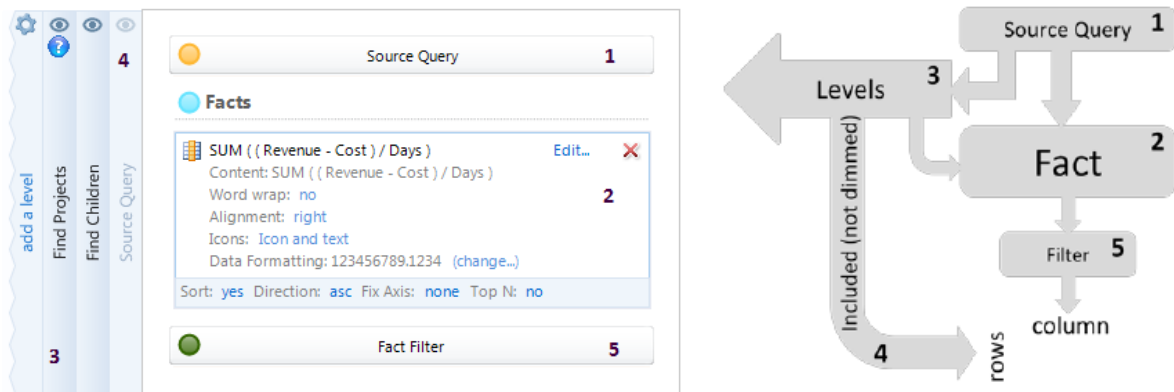 add a level
Find Projects
3
Find Children
4
Source Query
Source Query 1
Facts
SUM ( ( Revenue - Cost ) / Days ) Edit...
Content: SUM ( ( Revenue - Cost ) / Days )
Word wrap: no
2
Alignment: right
Icons: Icon and text
Data Formatting: 123456789.1234 (change...)
Sort: yes Direction: asc Fix Axis: none Top N: no
Fact Filter 5
Source Query 1
Levels 3
Fact 2
Included (not dimmed)
Filter 5
column
4
rows